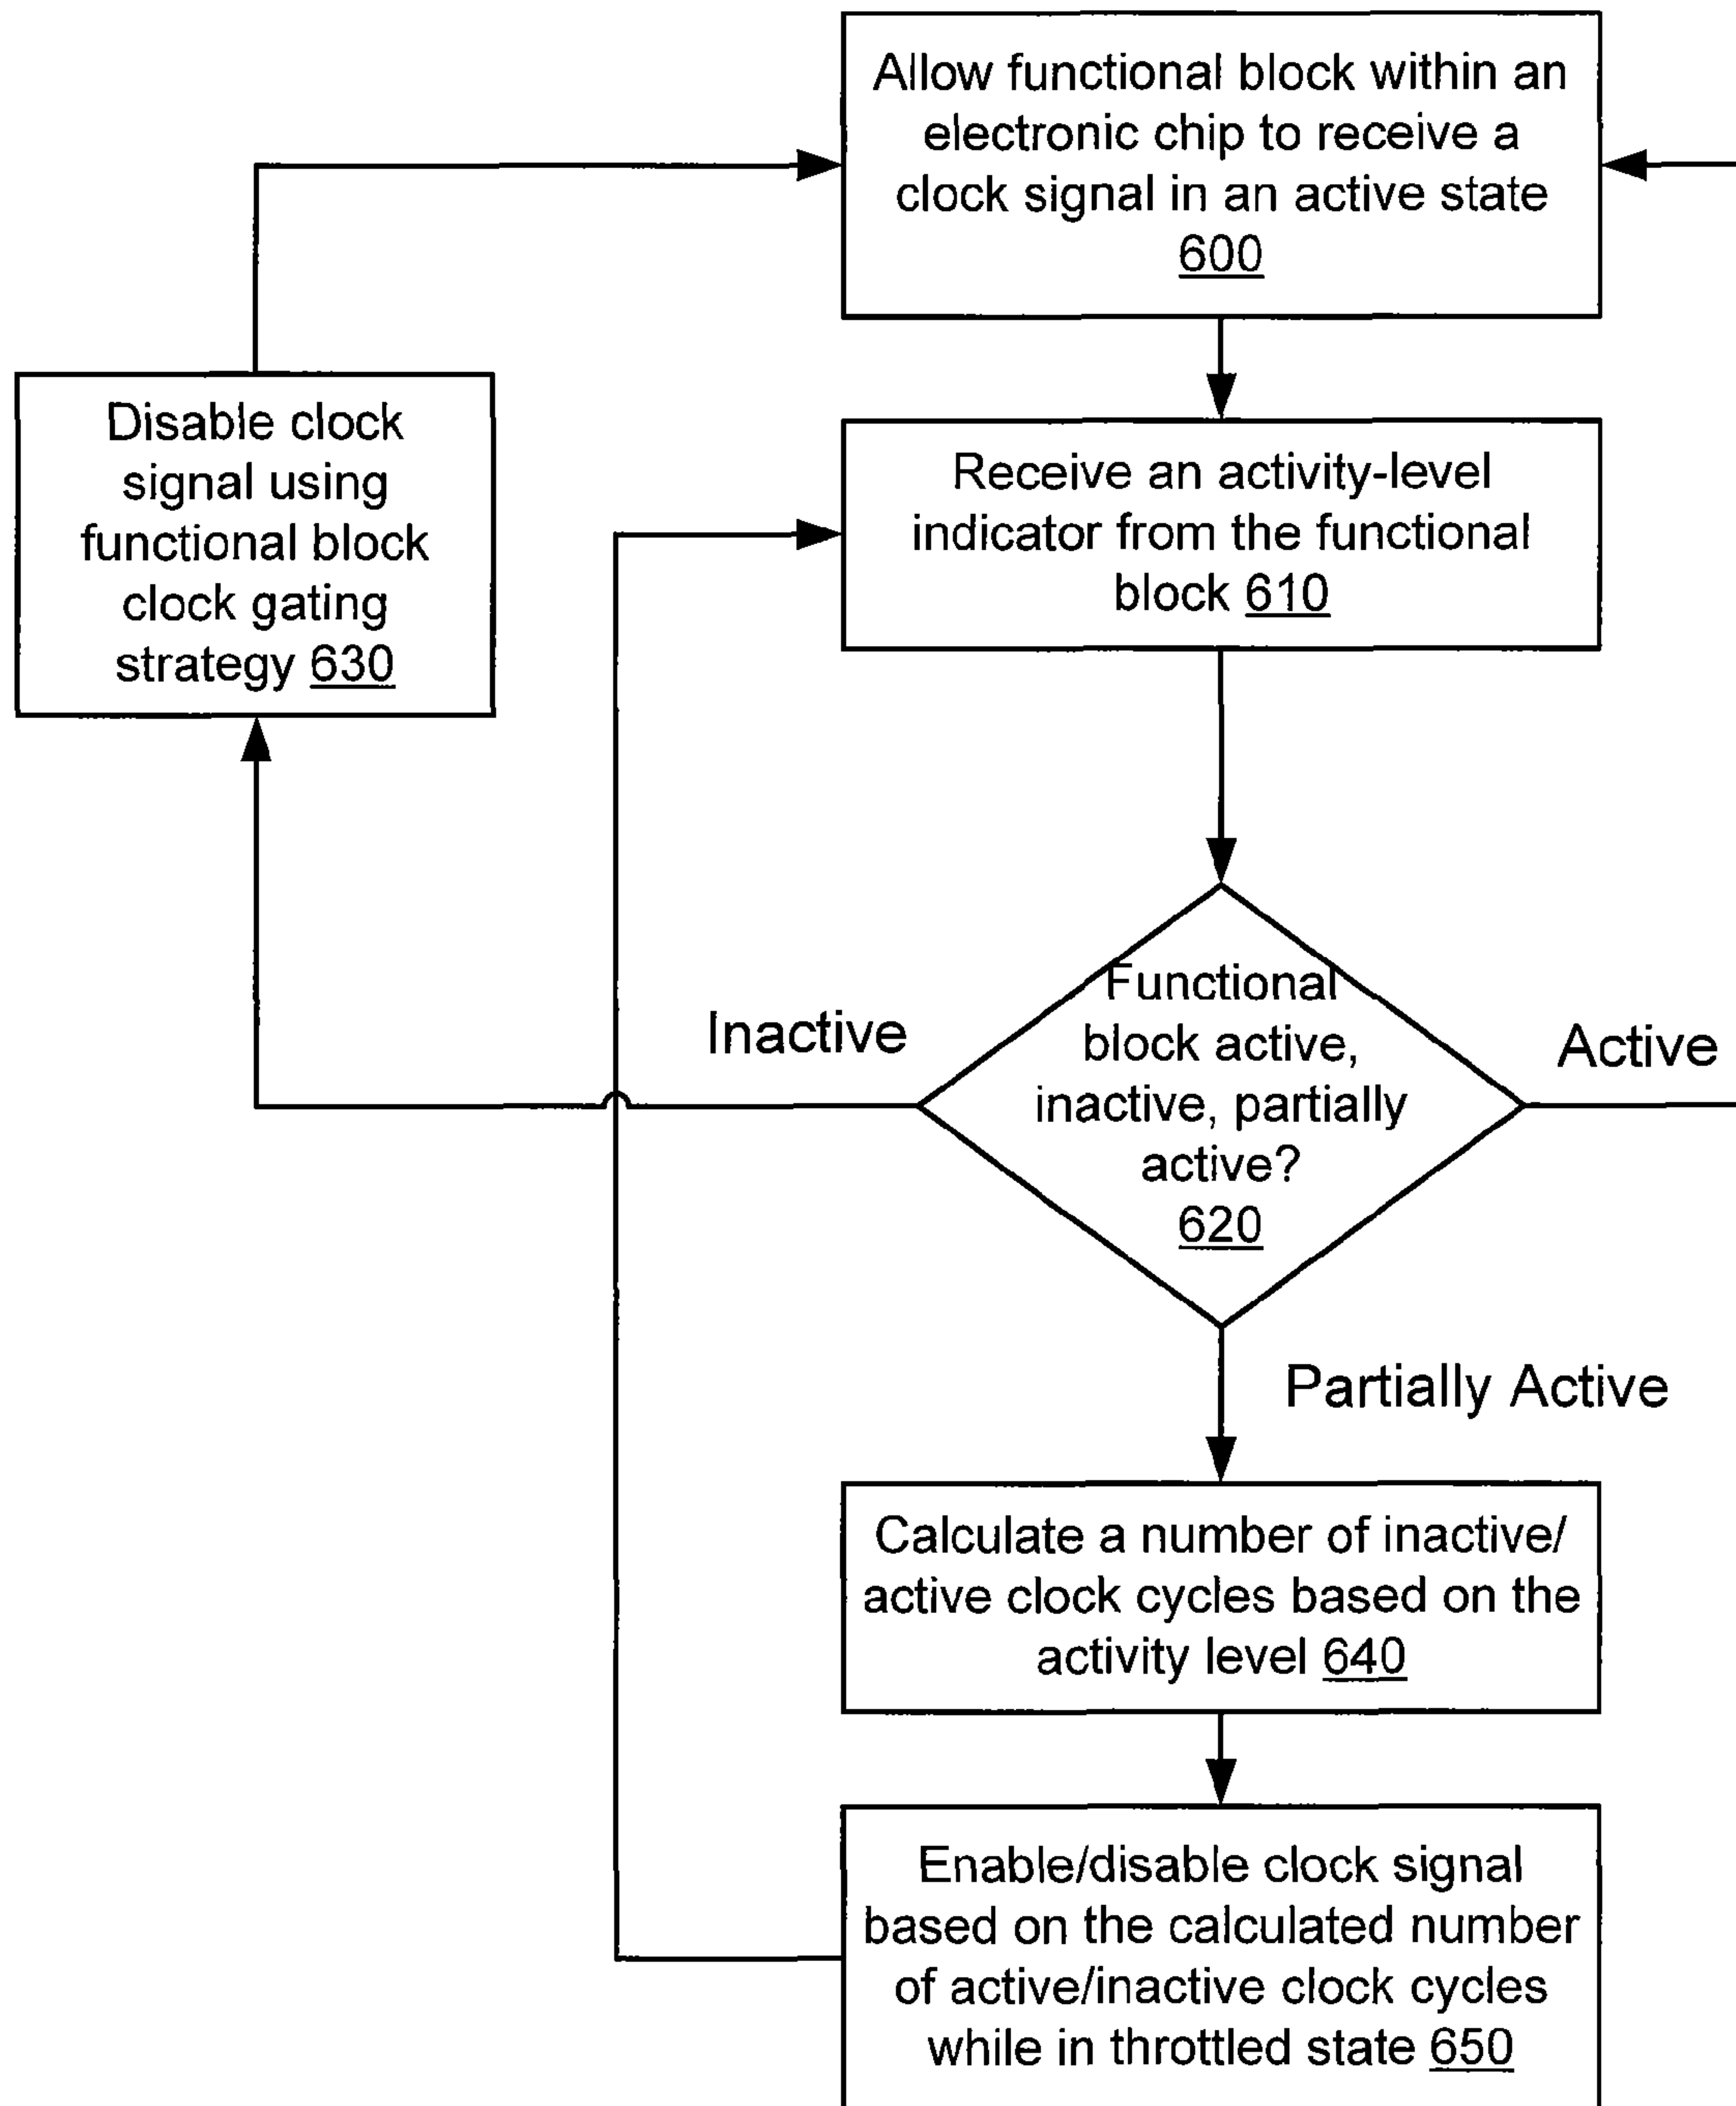 Allow functional block within an
electronic chip to receive a
clock signal in an active state
600
Disable clock
signal using
functional block
clock gating
strategy 630
Receive an activity-level
indicator from the functional
block 610
Functional
block active,
inactive, partially
active?
620
Inactive
Active
Partially Active
Calculate a number of inactive/
active clock cycles based on the
activity level 640
Enable/disable clock signal
based on the calculated number
of active/inactive clock cycles
while in throttled state 650